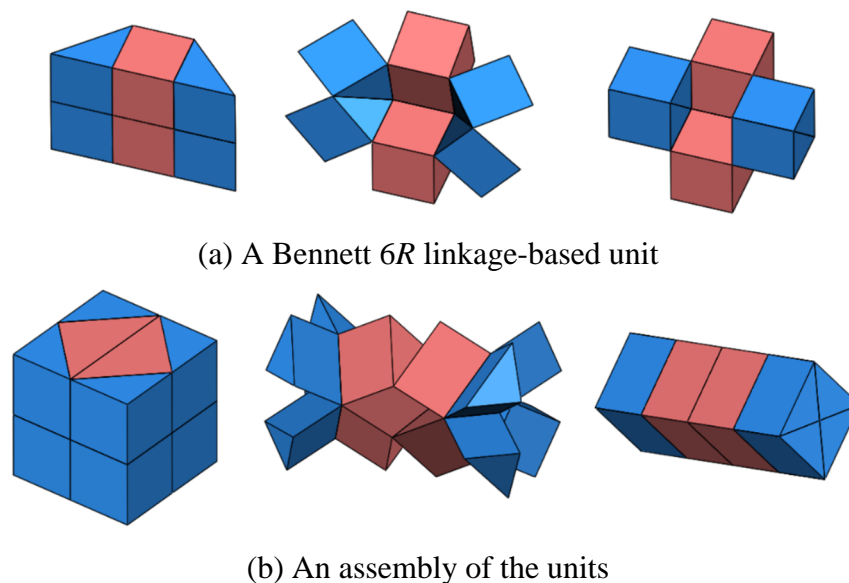 (a) A Bennett 6R linkage-based unit
(b) An assembly of the units